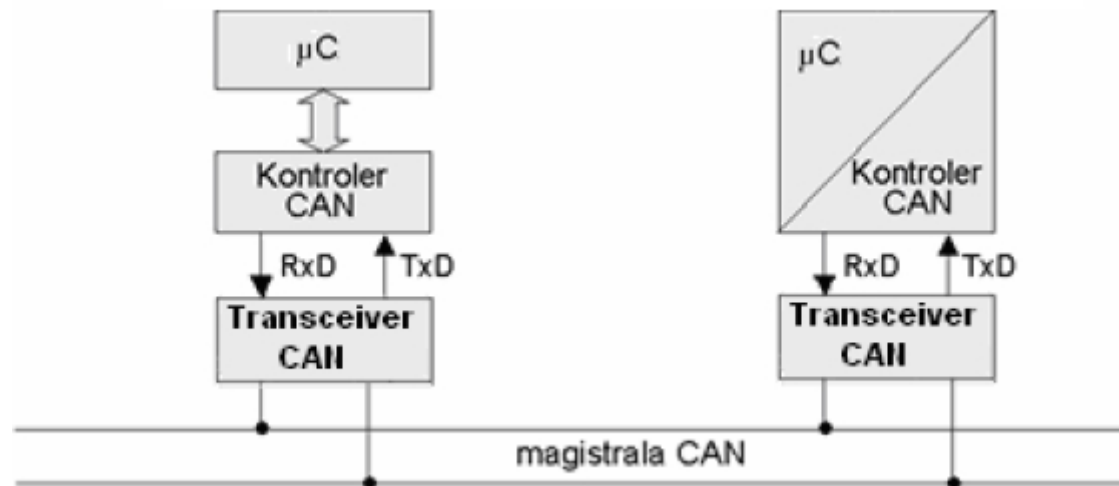 µC
Kontroler
CAN
RxD
TxD
Transceiver
CAN
µC
Kontroler
CAN
RxD
TxD
Transceiver
CAN
magistrala CAN